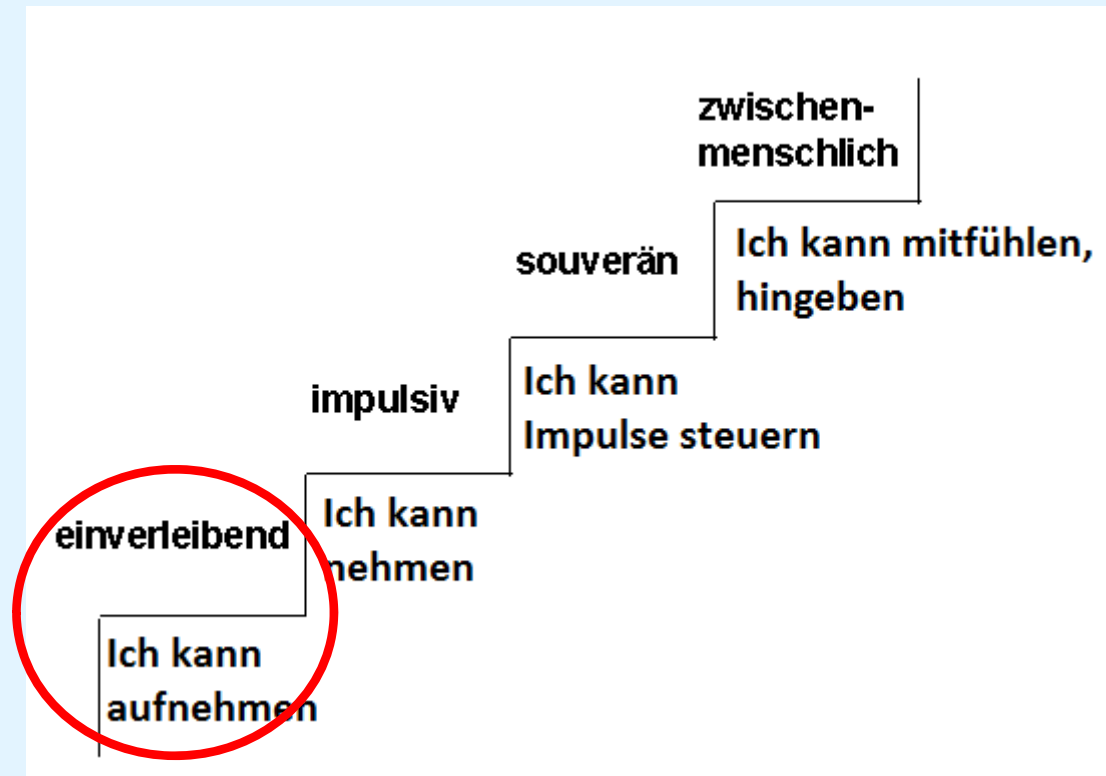 zwischen-
menschlich
Ich kann mitfühlen,
hingeben
souverän
Ich kann
Impulse steuern
impulsiv
Ich kann
nehmen
einverleibend
Ich kann
aufnehmen